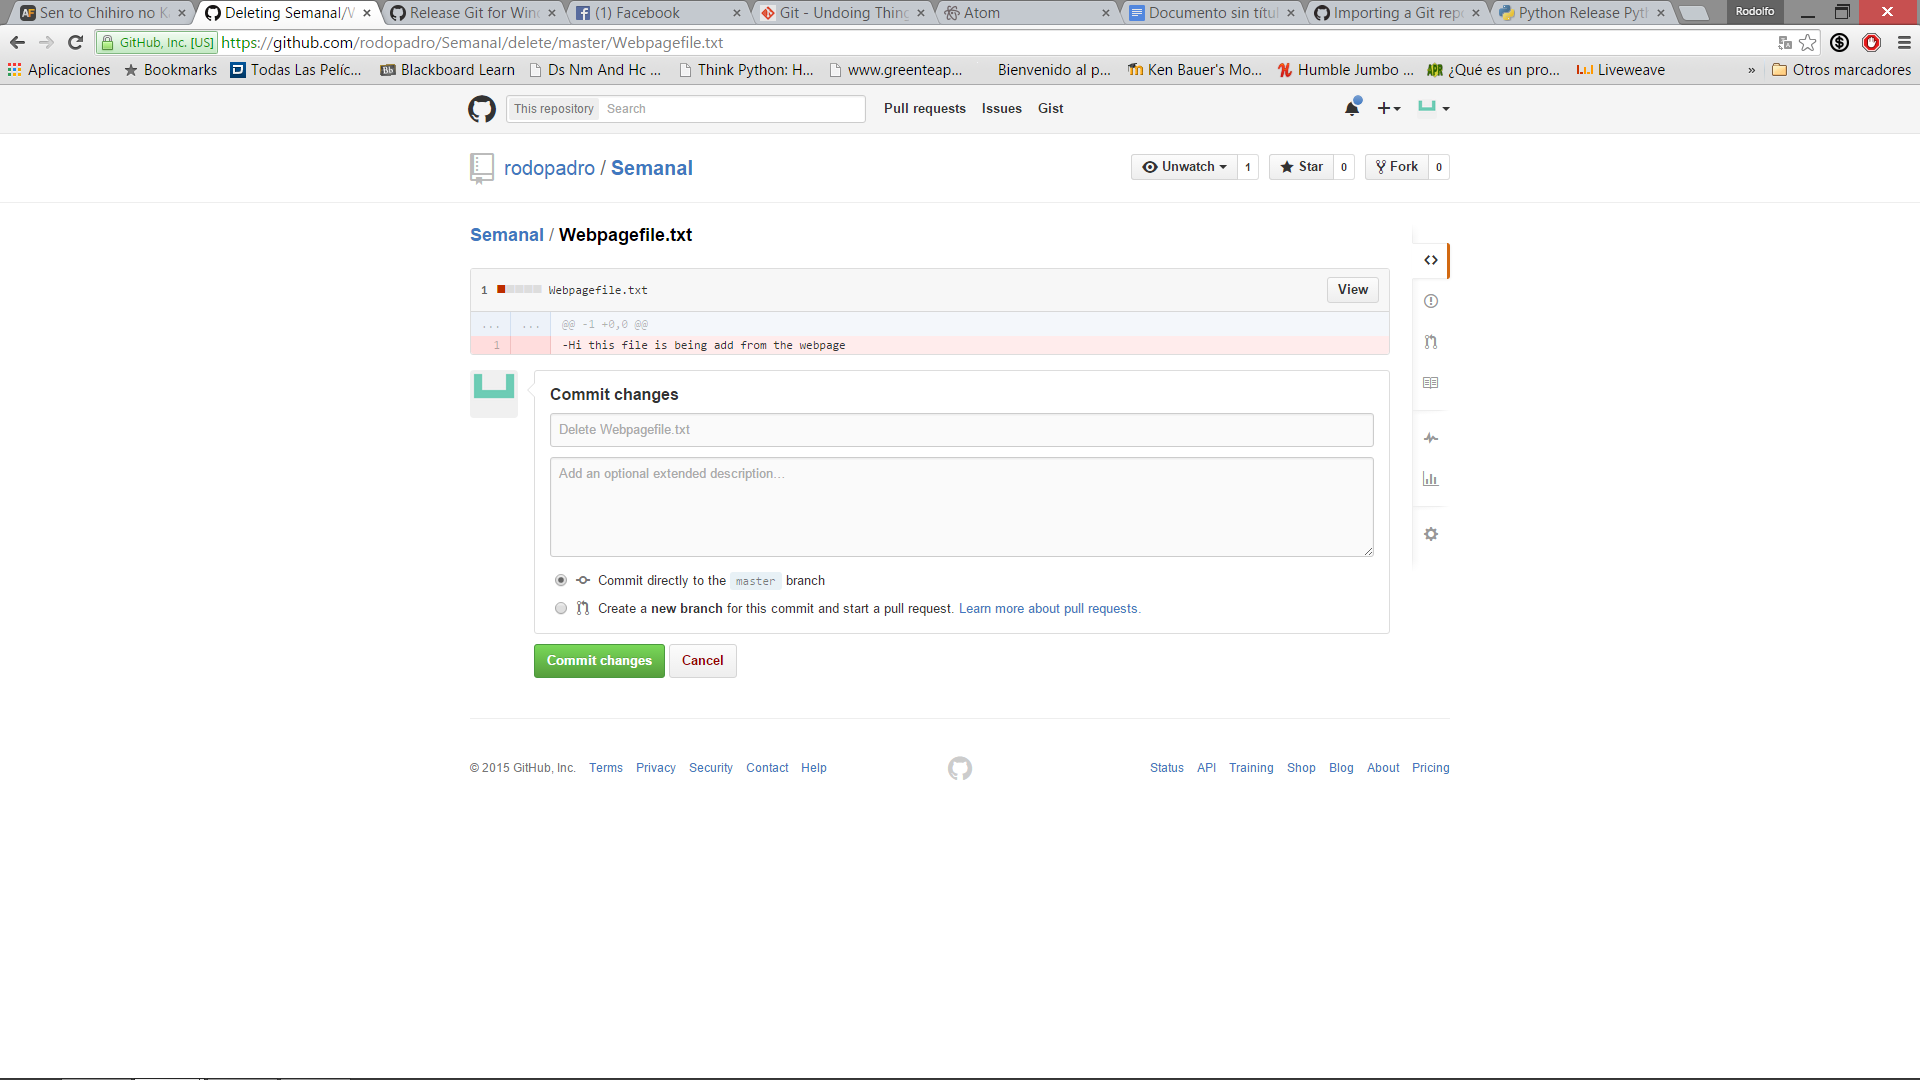 Sen to Chihiro no K
Deleting Semanal/W
Release Git for Wind
(1) Facebook
Git - Undoing Thing
Atom
Documento sin títul
Importing a Git repo
Python Release Pyth
Rodolfo
GitHub, Inc. [US] https://github.com/rodopadro/Semanal/delete/master/Webpagefile.txt
Aplicaciones Bookmarks Todas Las Pelíc... Blackboard Learn Ds Nm And Hc ... Think Python: H... www.greenteap... Bienvenido al p... Ken Bauer's Mo... Humble Jumbo ... ¿Qué es un pro... Liveweave » Otros marcadores
This repository Search Pull requests Issues Gist
rodopadro / Semanal Unwatch 1 Star 0 Fork 0
Semanal / Webpagefile.txt
1 Webpagefile.txt View
... ... @@ -1 +0,0 @@
1 -Hi this file is being add from the webpage
Commit changes
Delete Webpagefile.txt
Add an optional extended description...
Commit directly to the master branch
Create a new branch for this commit and start a pull request. Learn more about pull requests.
Commit changes Cancel
© 2015 GitHub, Inc. Terms Privacy Security Contact Help Status API Training Shop Blog About Pricing